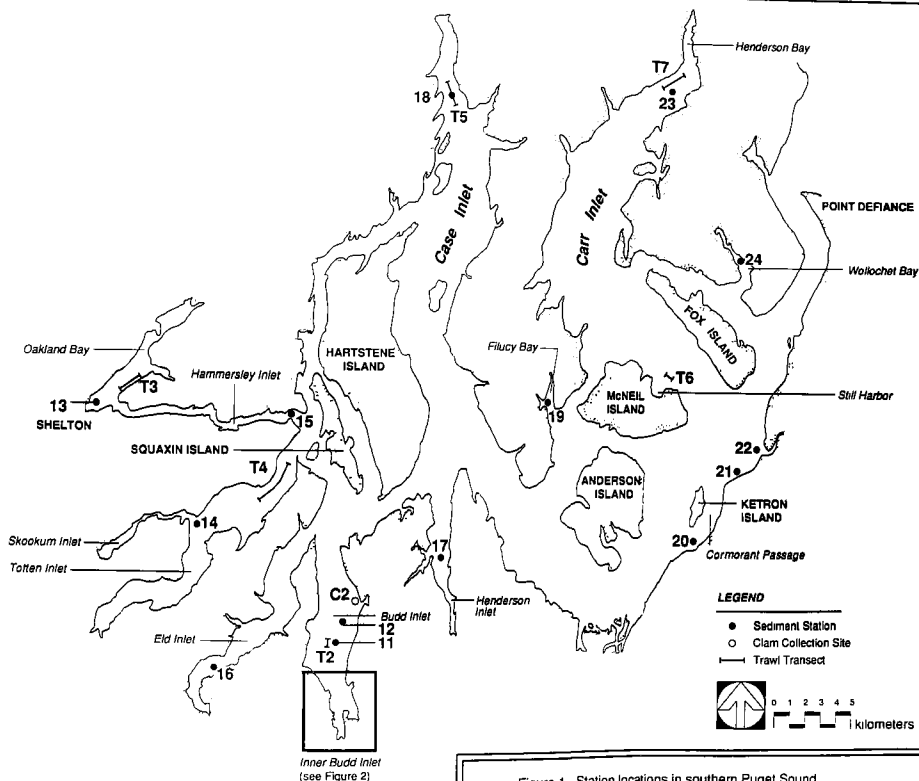 Henderson Bay
T7
23
18
T5
Case Inlet
Carr Inlet
POINT DEFIANCE
24
Wollochet Bay
FOX ISLAND
Oakland Bay
T3
Hammersley Inlet
HARTSTENE
ISLAND
Filucy Bay
T6
McNEIL
ISLAND
Still Harbor
13
SHELTON
15
19
SQUAXIN ISLAND
T4
22
21
ANDERSON
ISLAND
KETRON
ISLAND
14
Skookum Inlet
Totten Inlet
17
20
Cormorant Passage
C2
Budd Inlet
12
11
T2
Henderson
Inlet
Eld Inlet
16
LEGEND
Sediment Station
Clam Collection Site
Trawl Transect
0 1 2 3 4 5
kilometers
Inner Budd Inlet
(see Figure 2)
Figure 1. Station locations in southern Puget Sound